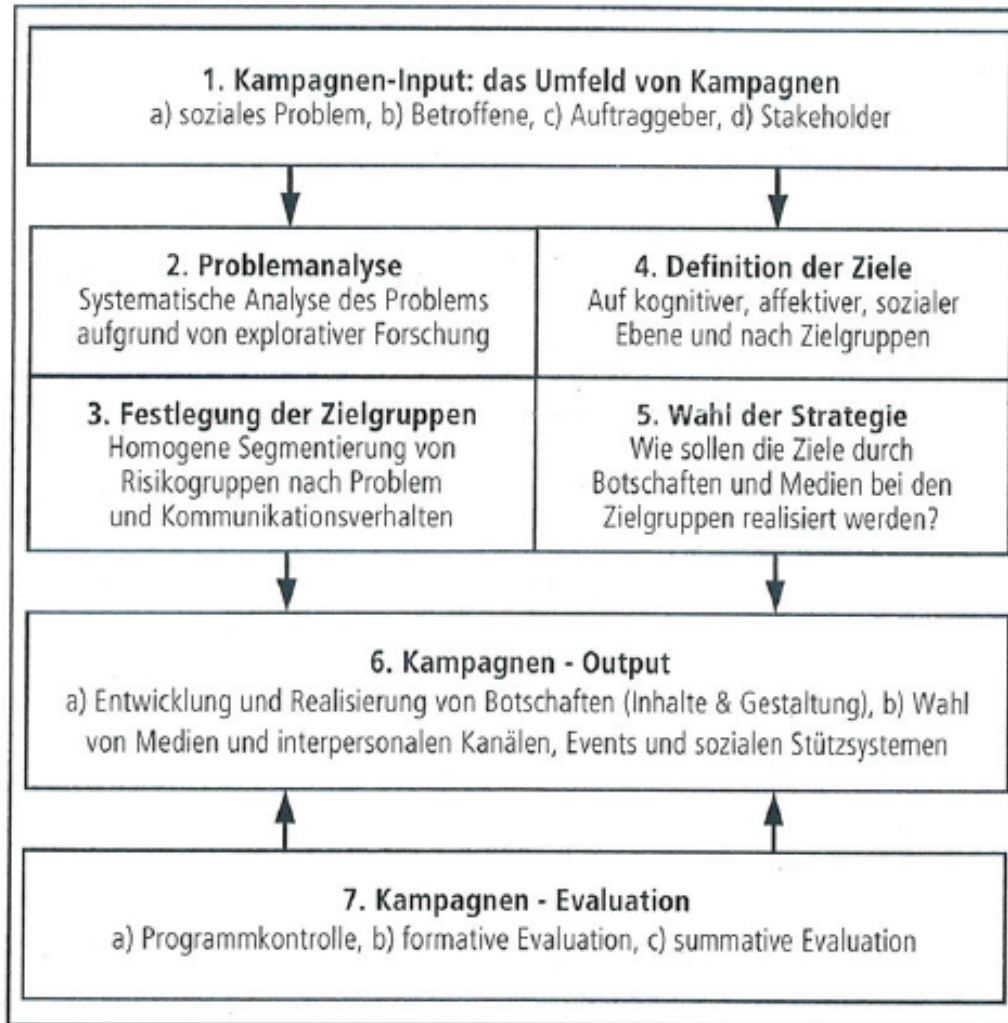 1. Kampagnen-Input: das Umfeld von Kampagnen
a) soziales Problem, b) Betroffene, c) Auftraggeber, d) Stakeholder
2. Problemanalyse
Systematische Analyse des Problems
aufgrund von explorativer Forschung
3. Festlegung der Zielgruppen
Homogene Segmentierung von
Risikogruppen nach Problem
und Kommunikationsverhalten
4. Definition der Ziele
Auf kognitiver, affektiver, sozialer
Ebene und nach Zielgruppen
5. Wahl der Strategie
Wie sollen die Ziele durch
Botschaften und Medien bei den
Zielgruppen realisiert werden?
6. Kampagnen - Output
a) Entwicklung und Realisierung von Botschaften (Inhalte & Gestaltung), b) Wahl
von Medien und interpersonalen Kanälen, Events und sozialen Stützsystemen
7. Kampagnen - Evaluation
a) Programmkontrolle, b) formative Evaluation, c) summative Evaluation